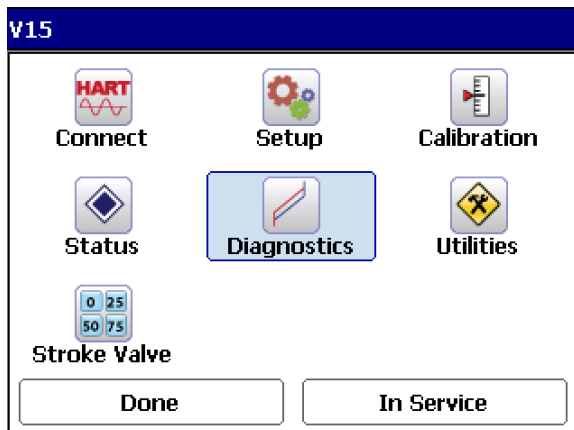 V15
HART
Connect
Setup
Calibration
Status
Diagnostics
Utilities
0 25
50 75
Stroke Valve
Done
In Service